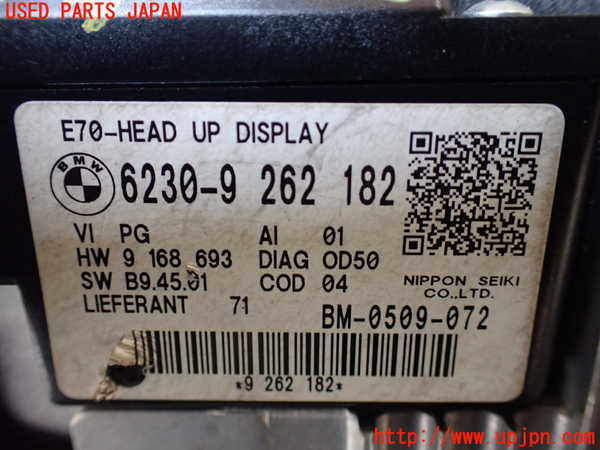 USED PARTS JAPAN
E70-HEAD UP DISPLAY
BMW 6230-9 262 182
VI PG AI 01
HW 9 168 693 DIAG OD50
SW B9.45.01 COD 04
LIEFERANT 71
NIPPON SEIKI
CO.,LTD.
BM-0509-072
*9 262 182*
http://www.upjpn.com/